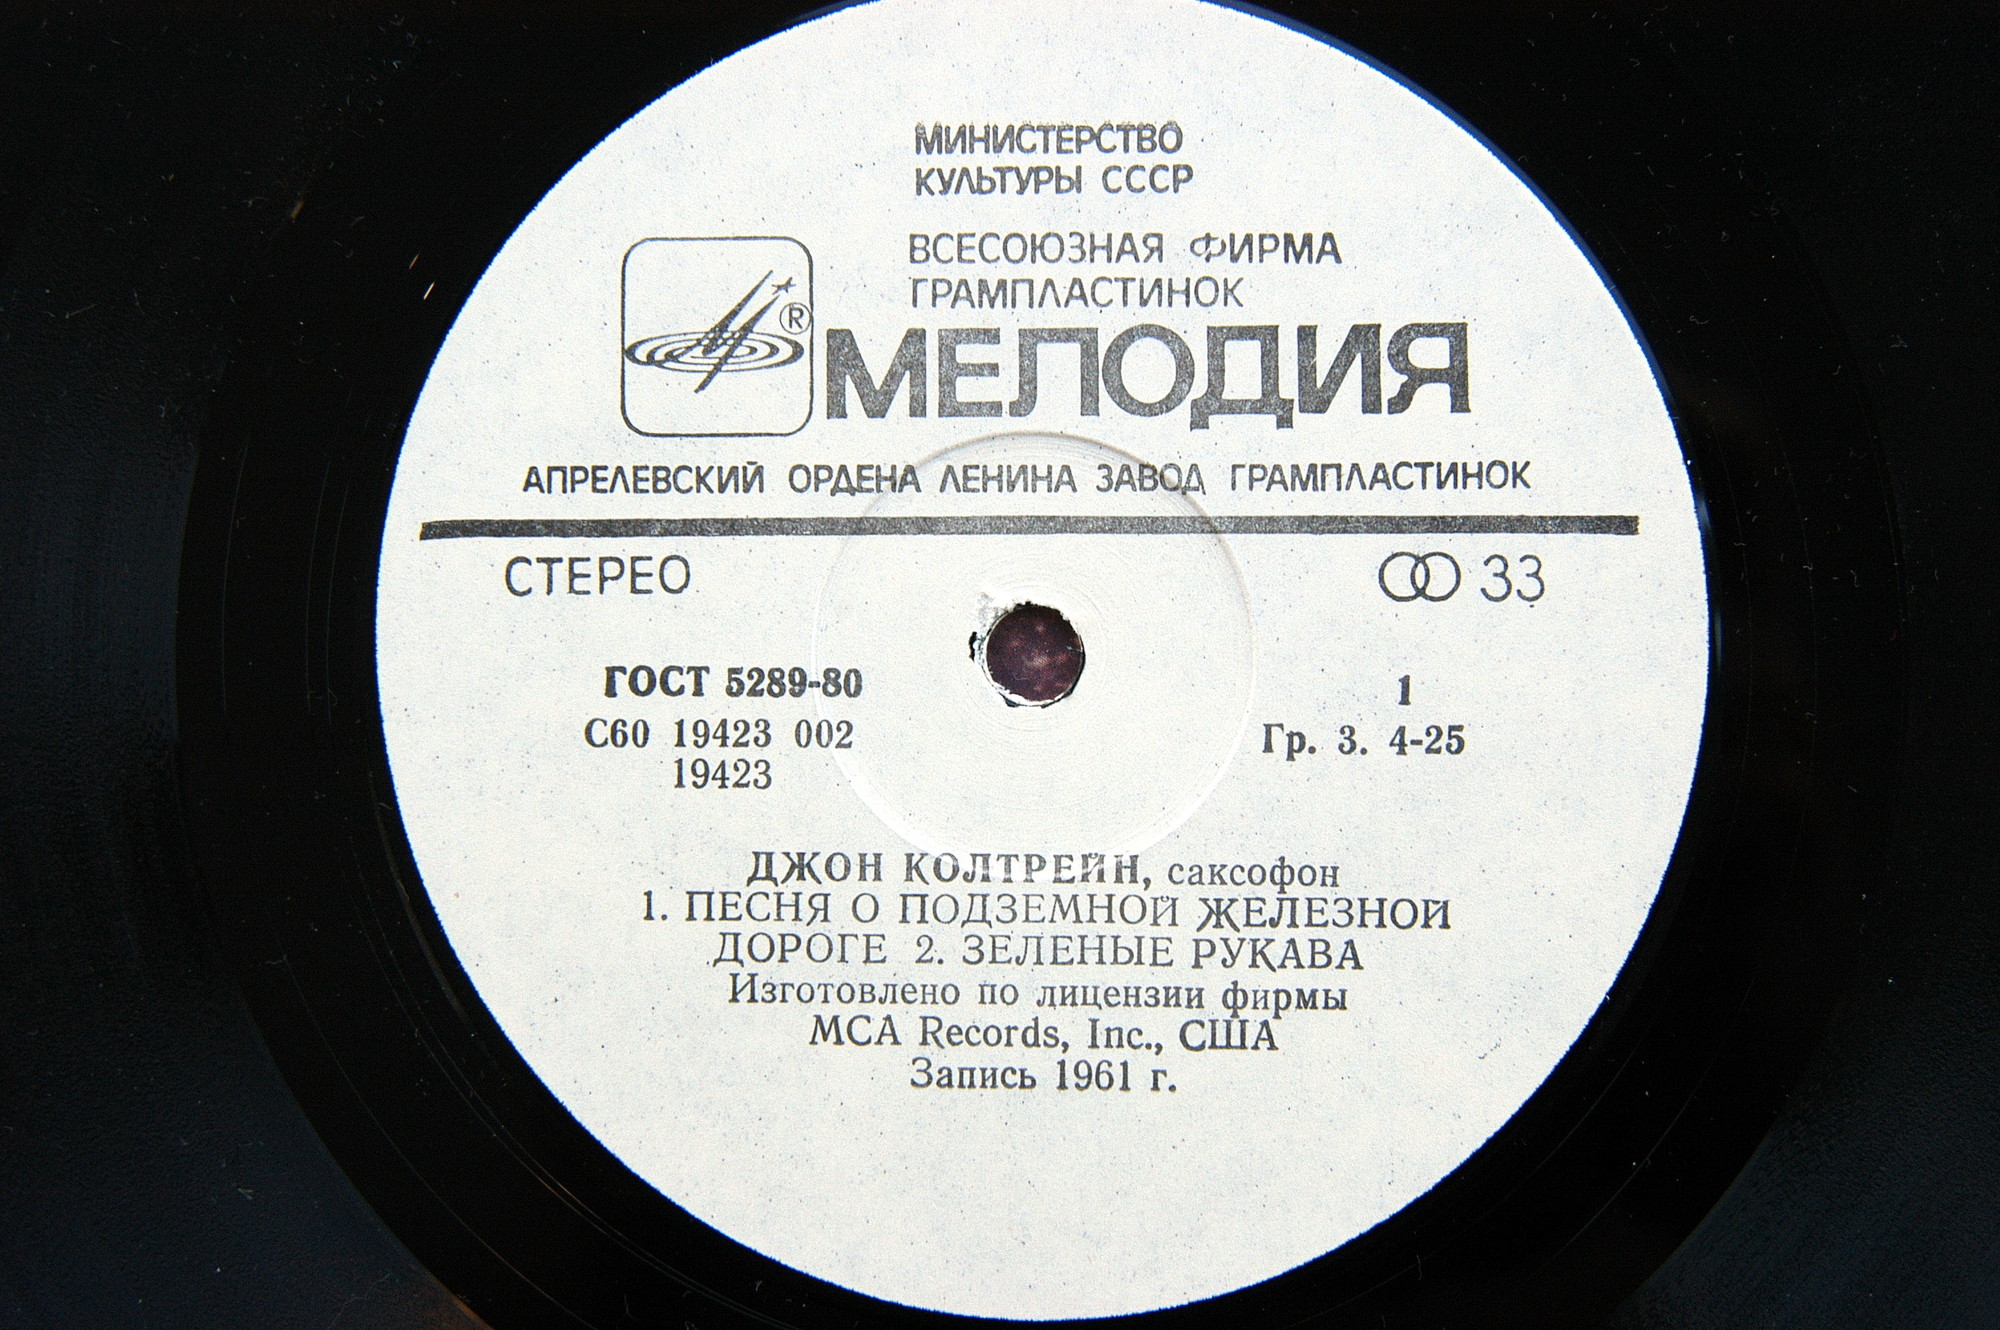 МИНИСТЕРСТВО
КУЛЬТУРЫ СССР
ВСЕСОЮЗНАЯ ФИРМА
ГРАМПЛАСТИНОК
®
МЕЛОДИЯ
АПРЕЛЕВСКИЙ ОРДЕНА ЛЕНИНА ЗАВОД ГРАМПЛАСТИНОК
СТЕРЕО 33
ГОСТ 5289-80
1
С60 19423 002
Гр. 3. 4-25
19423
ДЖОН КОЛТРЕЙН, саксофон
1. ПЕСНЯ О ПОДЗЕМНОЙ ЖЕЛЕЗНОЙ
ДОРОГЕ 2. ЗЕЛЕНЫЕ РУКАВА
Изготовлено по лицензии фирмы
MCA Records, Inc., США
Запись 1961 г.